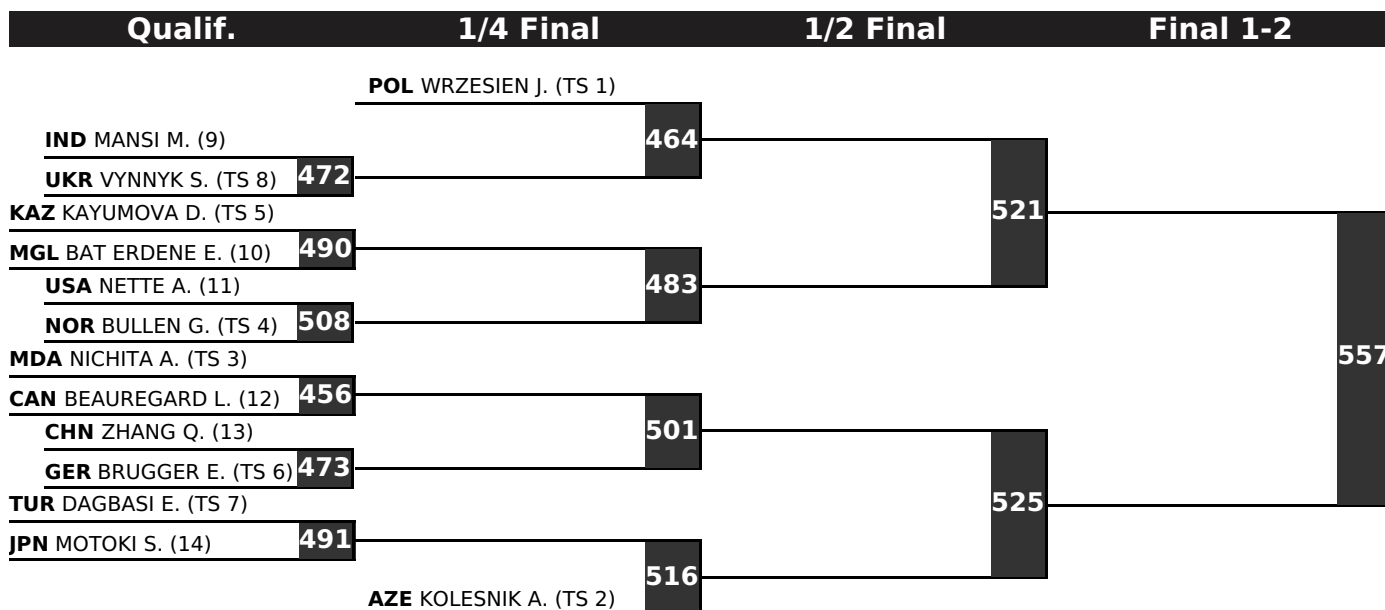 Qualif. 1/4 Final 1/2 Final Final 1-2
POL WRZESIEN J. (TS 1)
464
IND MANSI M. (9)
UKR VYNNYK S. (TS 8) 472
521
KAZ KAYUMOVA D. (TS 5)
MGL BAT ERDENE E. (10) 490
483
USA NETTE A. (11)
NOR BULLEN G. (TS 4) 508
557
MDA NICHITA A. (TS 3)
CAN BEAUREGARD L. (12) 456
501
CHN ZHANG Q. (13)
GER BRUGGER E. (TS 6) 473
525
TUR DAGBASI E. (TS 7)
JPN MOTOKI S. (14) 491
516
AZE KOLESNIK A. (TS 2)